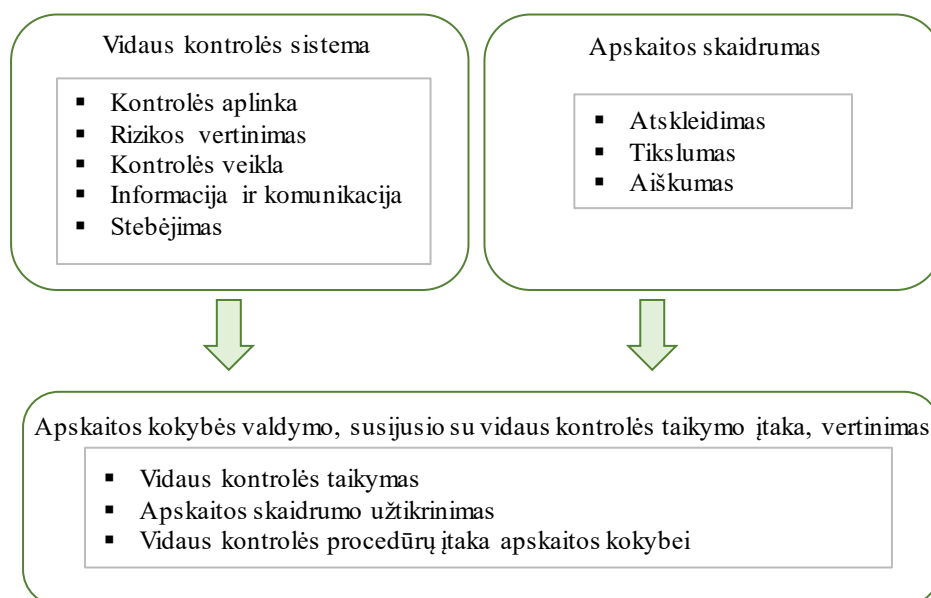 Vidaus kontrolės sistema
▪ Kontrolės aplinka
▪ Rizikos vertinimas
▪ Kontrolės veikla
▪ Informacija ir komunikacija
▪ Stebėjimas
Apskaitos skaidrumas
▪ Atskleidimas
▪ Tikslumas
▪ Aiškumas
Apskaitos kokybės valdymo, susijusio su vidaus kontrolės taikymo įtaka, vertinimas
▪ Vidaus kontrolės taikymas
▪ Apskaitos skaidrumo užtikrinimas
▪ Vidaus kontrolės procedūrų įtaka apskaitos kokybei